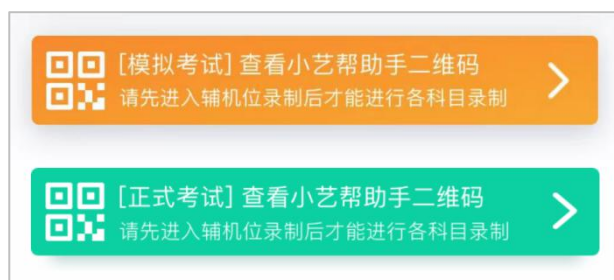 [模拟考试] 查看小艺帮助手二维码
请先进入辅机位录制后才能进行各科目录制
[正式考试] 查看小艺帮助手二维码
请先进入辅机位录制后才能进行各科目录制